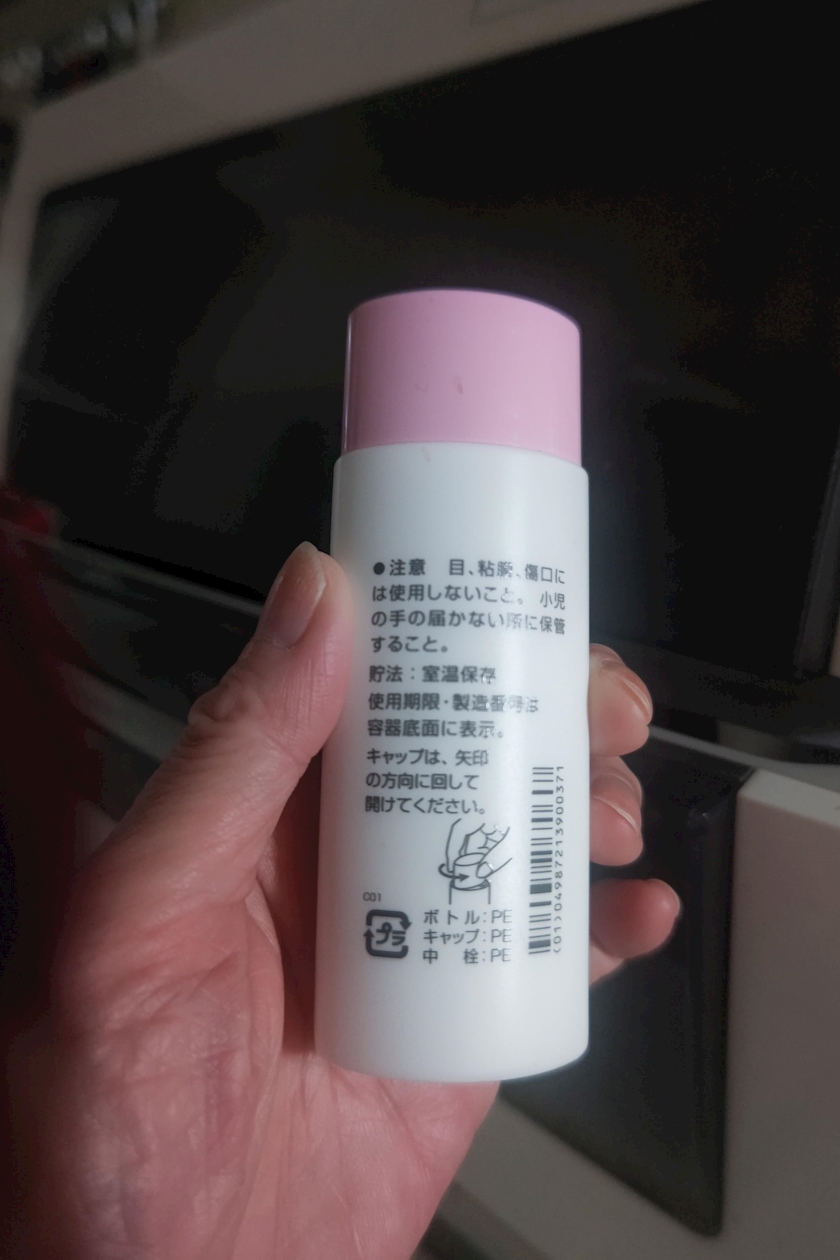 ●注意　目、粘膜、傷口に
は使用しないこと。 小児
の手の届かない所に保管
すること。
貯法：室温保存
使用期限・製造番号は
容器底面に表示。
キャップは、矢印
の方向に回して
開けてください。
C01
プラ
ボトル：PE
キャップ：PE
中　栓：PE
(01)04987213900371